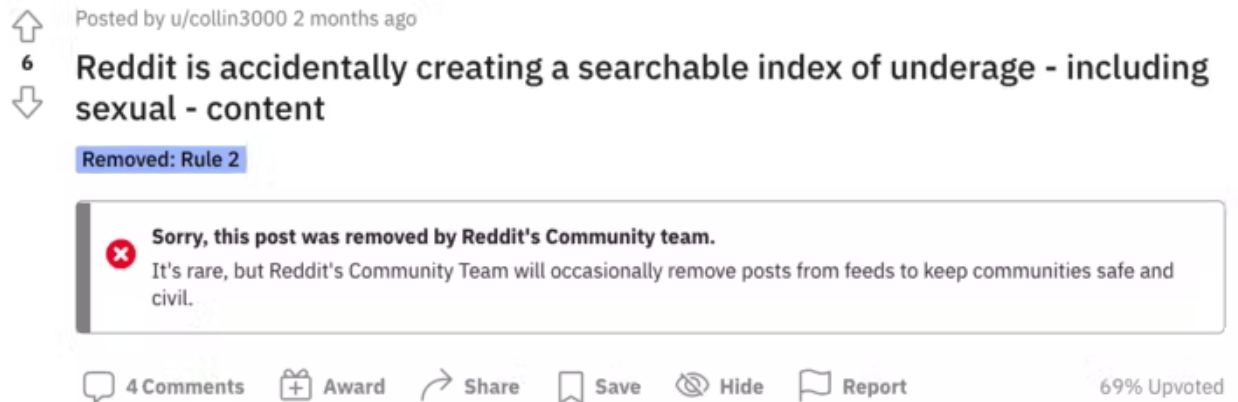 Posted by u/collin3000 2 months ago
6
Reddit is accidentally creating a searchable index of underage - including
sexual - content
Removed: Rule 2
Sorry, this post was removed by Reddit's Community team.
It's rare, but Reddit's Community Team will occasionally remove posts from feeds to keep communities safe and
civil.
4 Comments Award Share Save Hide Report 69% Upvoted